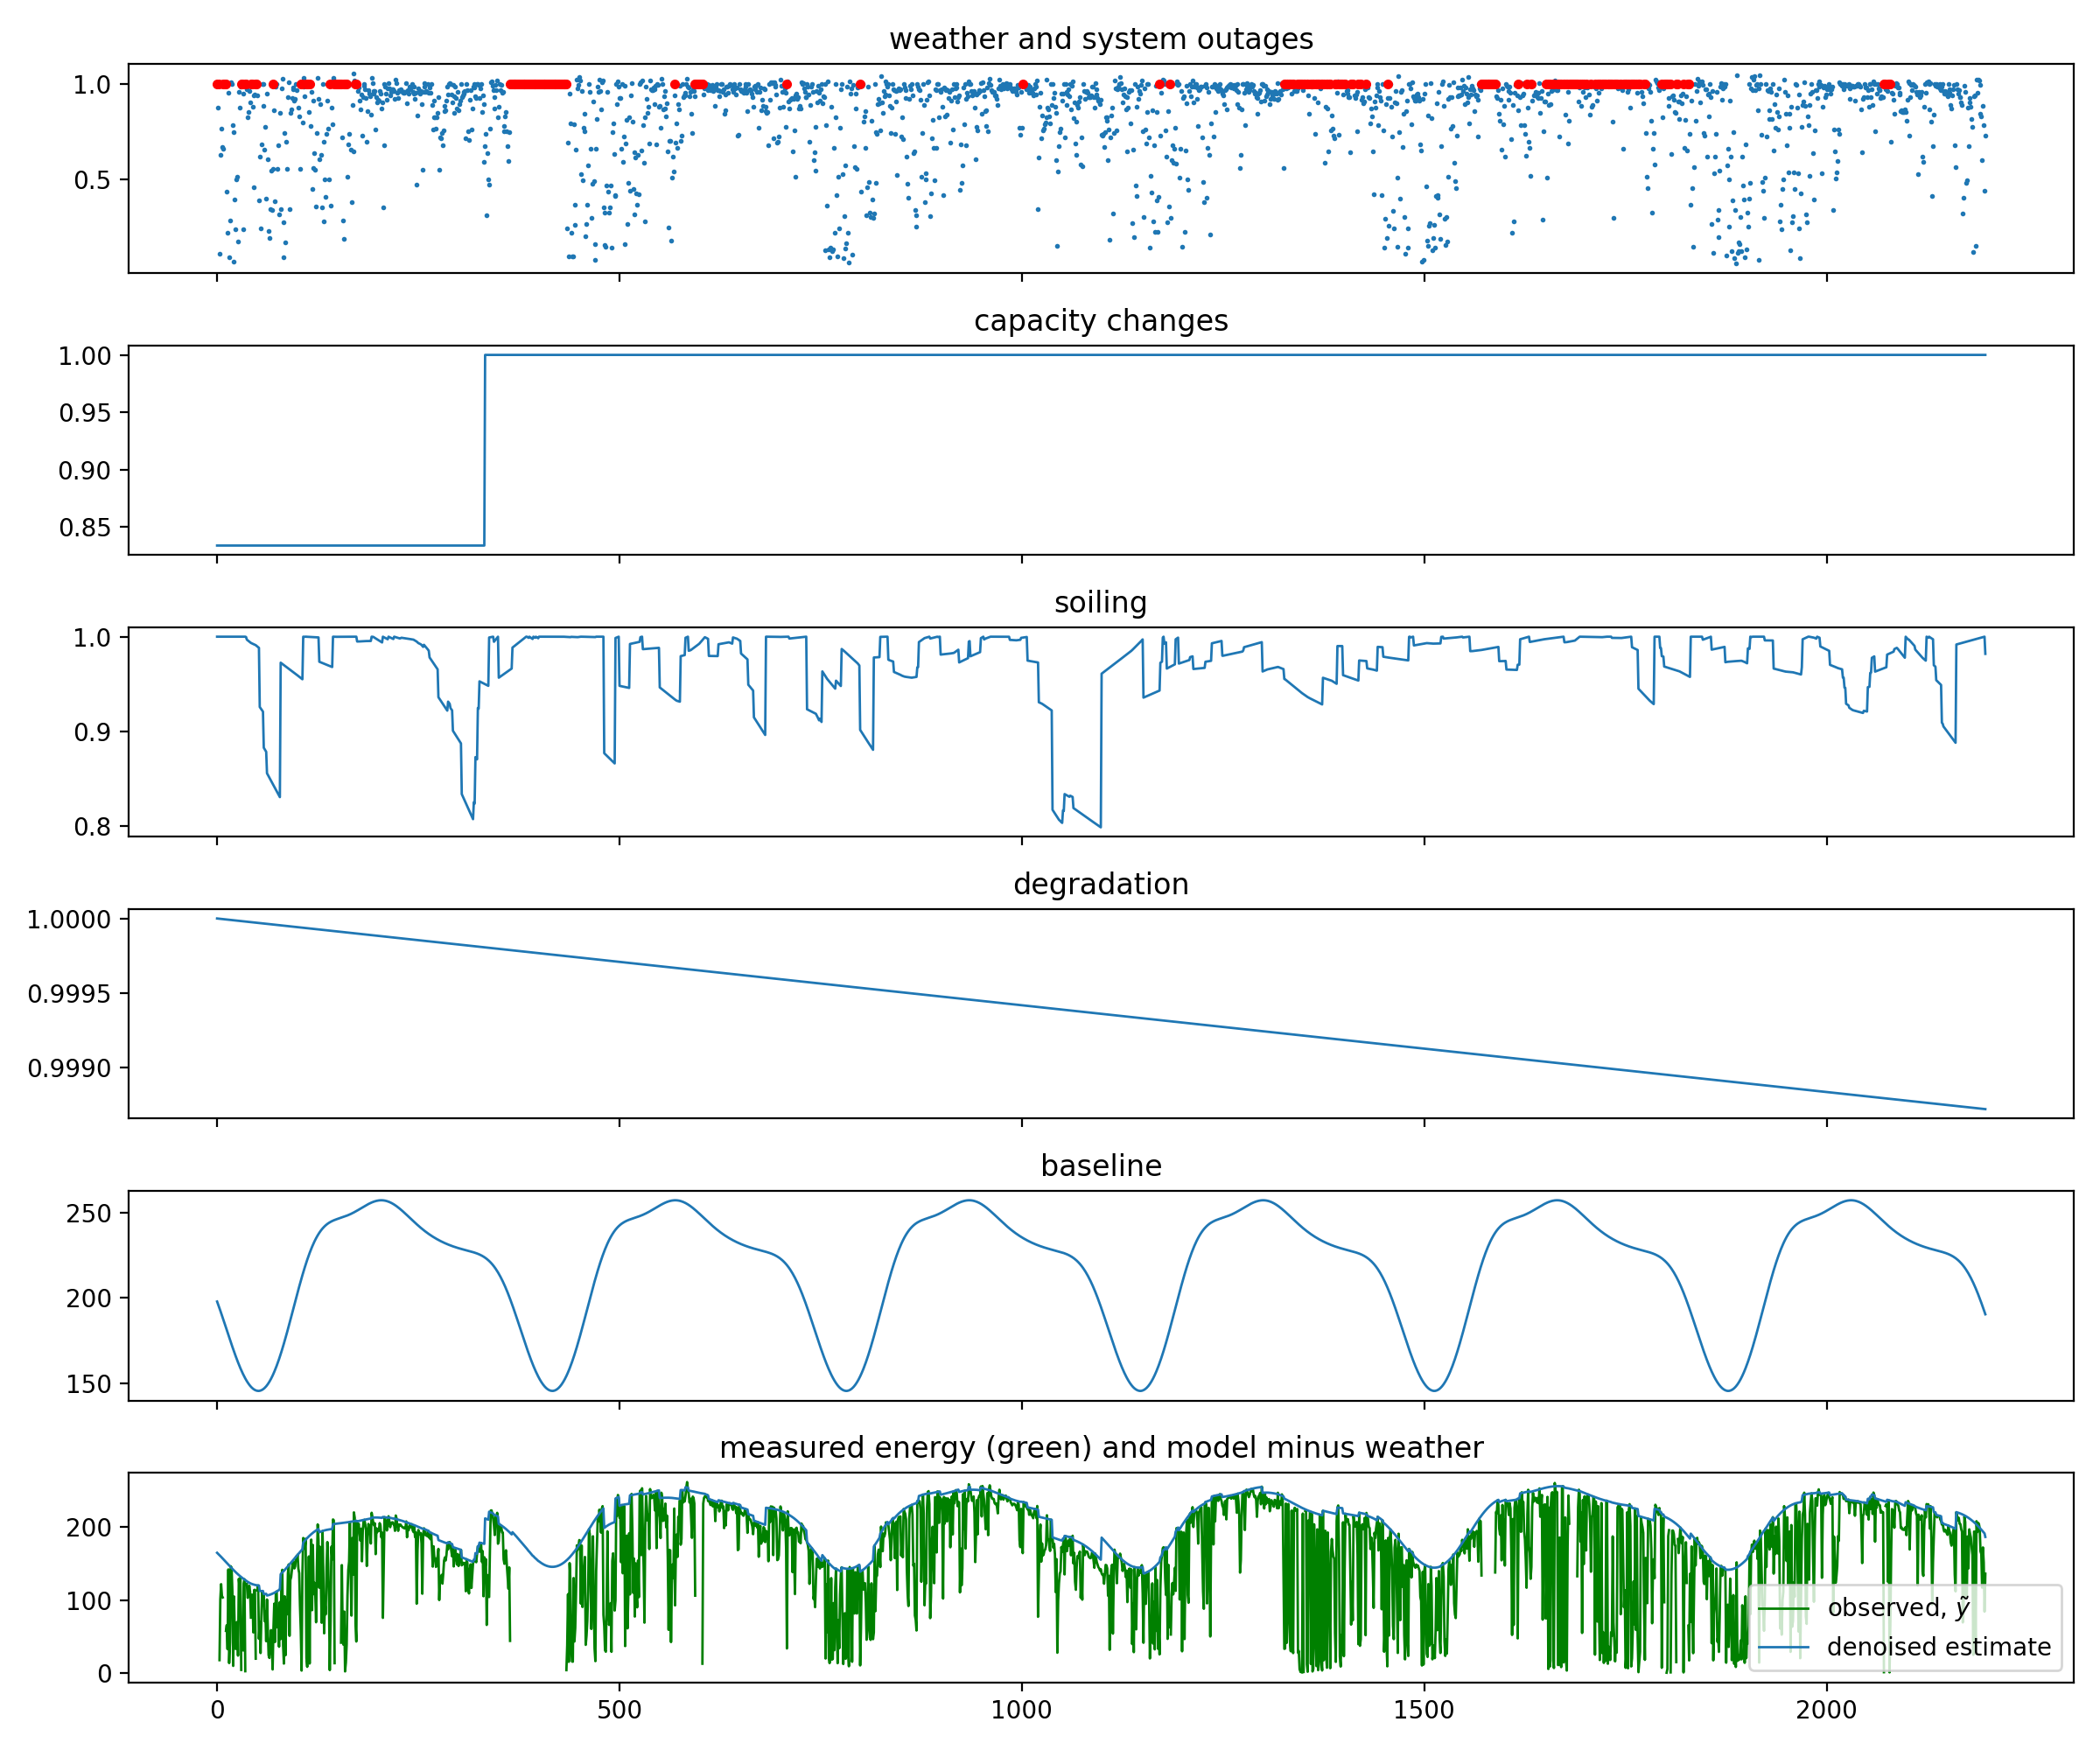 weather and system outages
1.0
0.5
capacity changes
1.00
0.95
0.90
0.85
soiling
1.0
0.9
0.8
degradation
1.0000
0.9995
0.9990
baseline
250
200
150
measured energy (green) and model minus weather
200
100
0
observed, ỹ
denoised estimate
0 500 1000 1500 2000